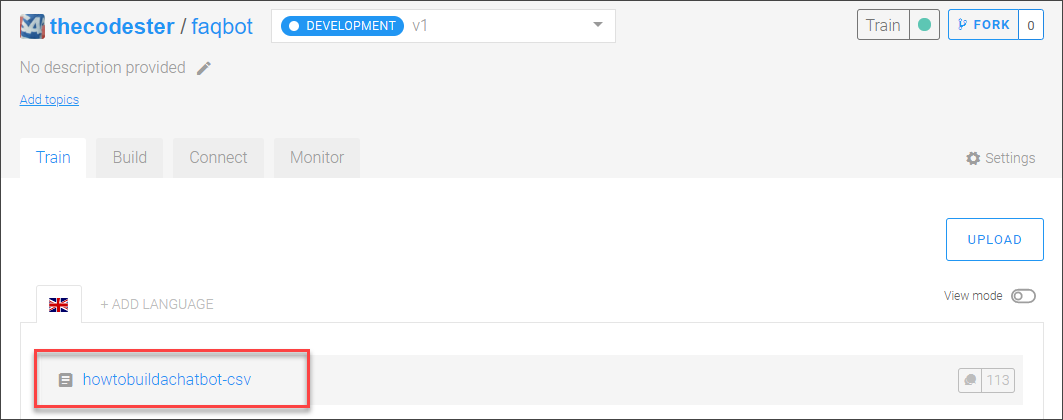 thecodester / faqbot
DEVELOPMENT v1
Train
FORK 0
No description provided
Add topics
Train Build Connect Monitor
Settings
UPLOAD
+ ADD LANGUAGE
View mode
howtobuildachatbot-csv
113